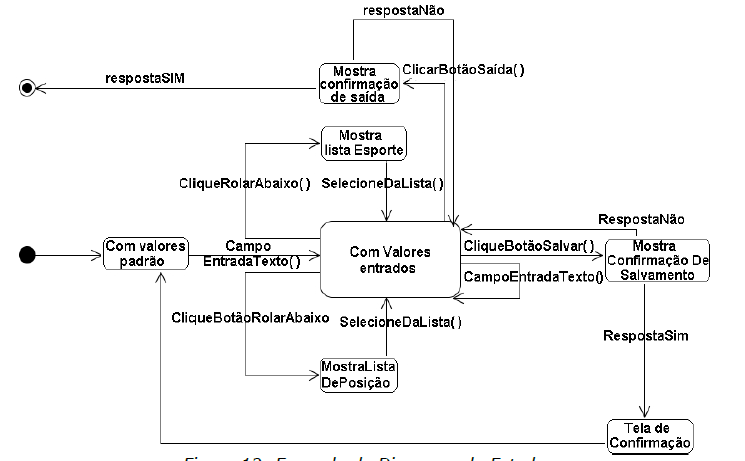 respostaNão
respostaSIM
Mostra
confirmação
de saída
ClicarBotãoSaída()
Mostra
lista Esporte
CliqueRolarAbaixo()
SelecioneDaLista()
RespostaNão
Com valores
padrão
Campo
EntradaTexto()
Com Valores
entrados
CliqueBotãoSalvar()
Mostra
Confirmação De
Salvamento
CampoEntradaTexto()
CliqueBotãoRolarAbaixo
SelecioneDaLista()
RespostaSim
MostraLista
DePosição
Tela de
Confirmação